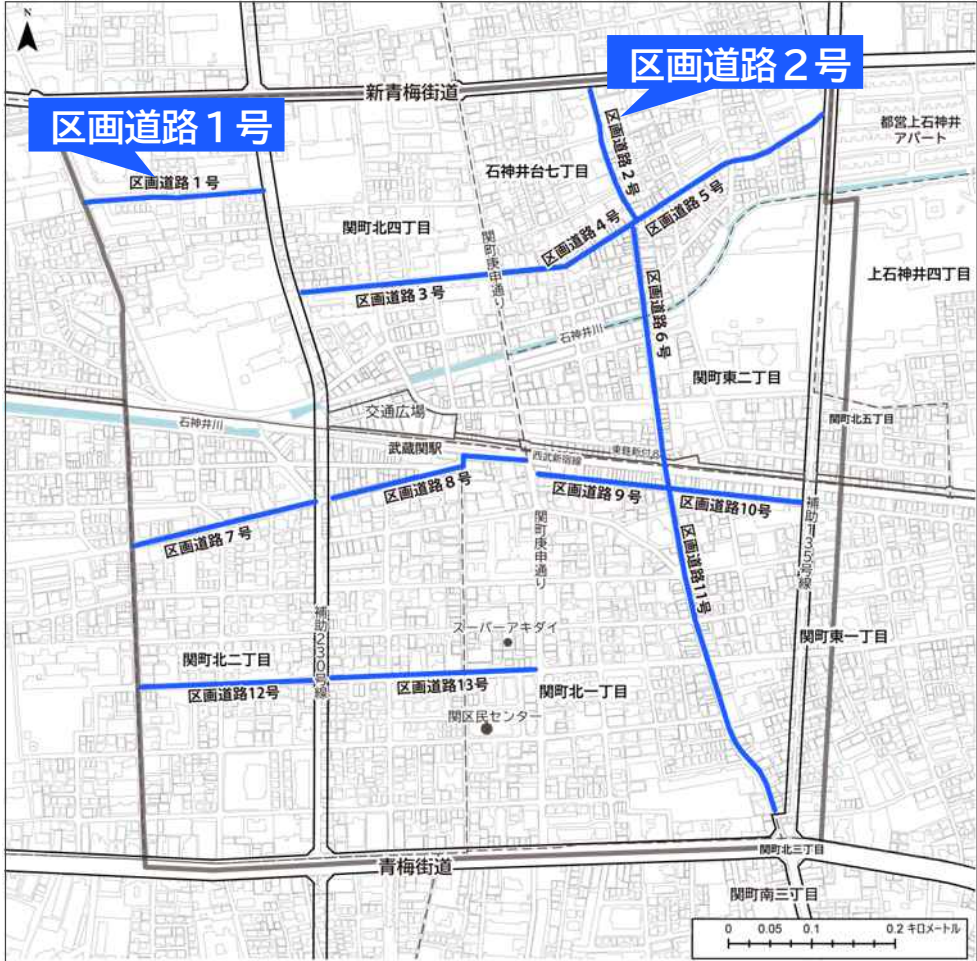 N
区画道路２号
新青梅街道
区画道路１号
都営上石神井
アパート
区画道路２号
石神井台七丁目
区画道路１号
区画道路５号
区画道路４号
関町北四丁目
関町庚申通り
上石神井四丁目
区画道路３号
区画道路６号
石神井川
関町東二丁目
交通広場
関町北五丁目
石神井川
武蔵関駅
西武新宿線
区画道路８号
区画道路９号
区画道路10号
補助135号線
区画道路７号
関町庚申通り
区画道路11号
補助230号線
スーパーアキダイ
関町東一丁目
関町北二丁目
区画道路12号
区画道路13号
関町北一丁目
関区民センター
関町北三丁目
青梅街道
関町南三丁目
0 0.05 0.1 0.2 キロメートル